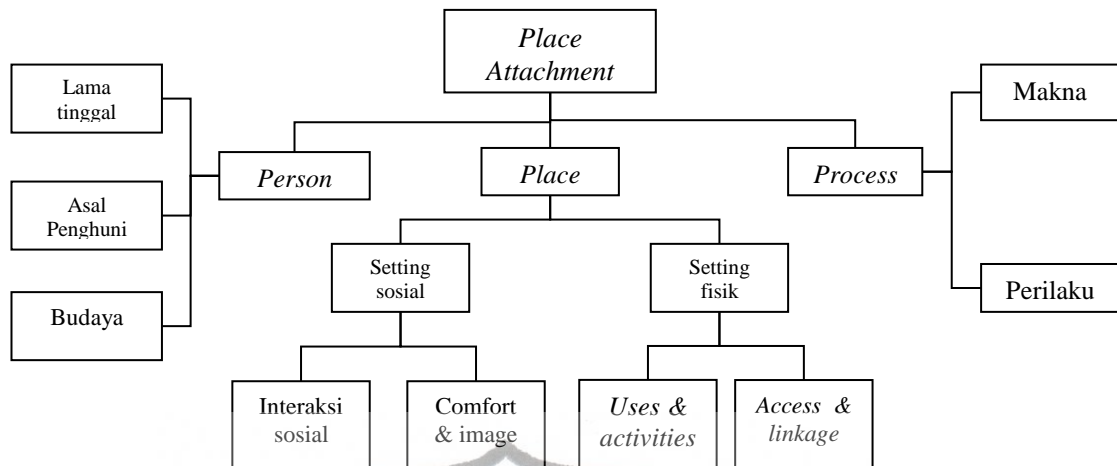 Place
Attachment
Lama
tinggal
Makna
Person
Place
Process
Asal
Penghuni
Setting
sosial
Setting
fisik
Budaya
Perilaku
Interaksi
sosial
Comfort
& image
Uses &
activities
Access &
linkage